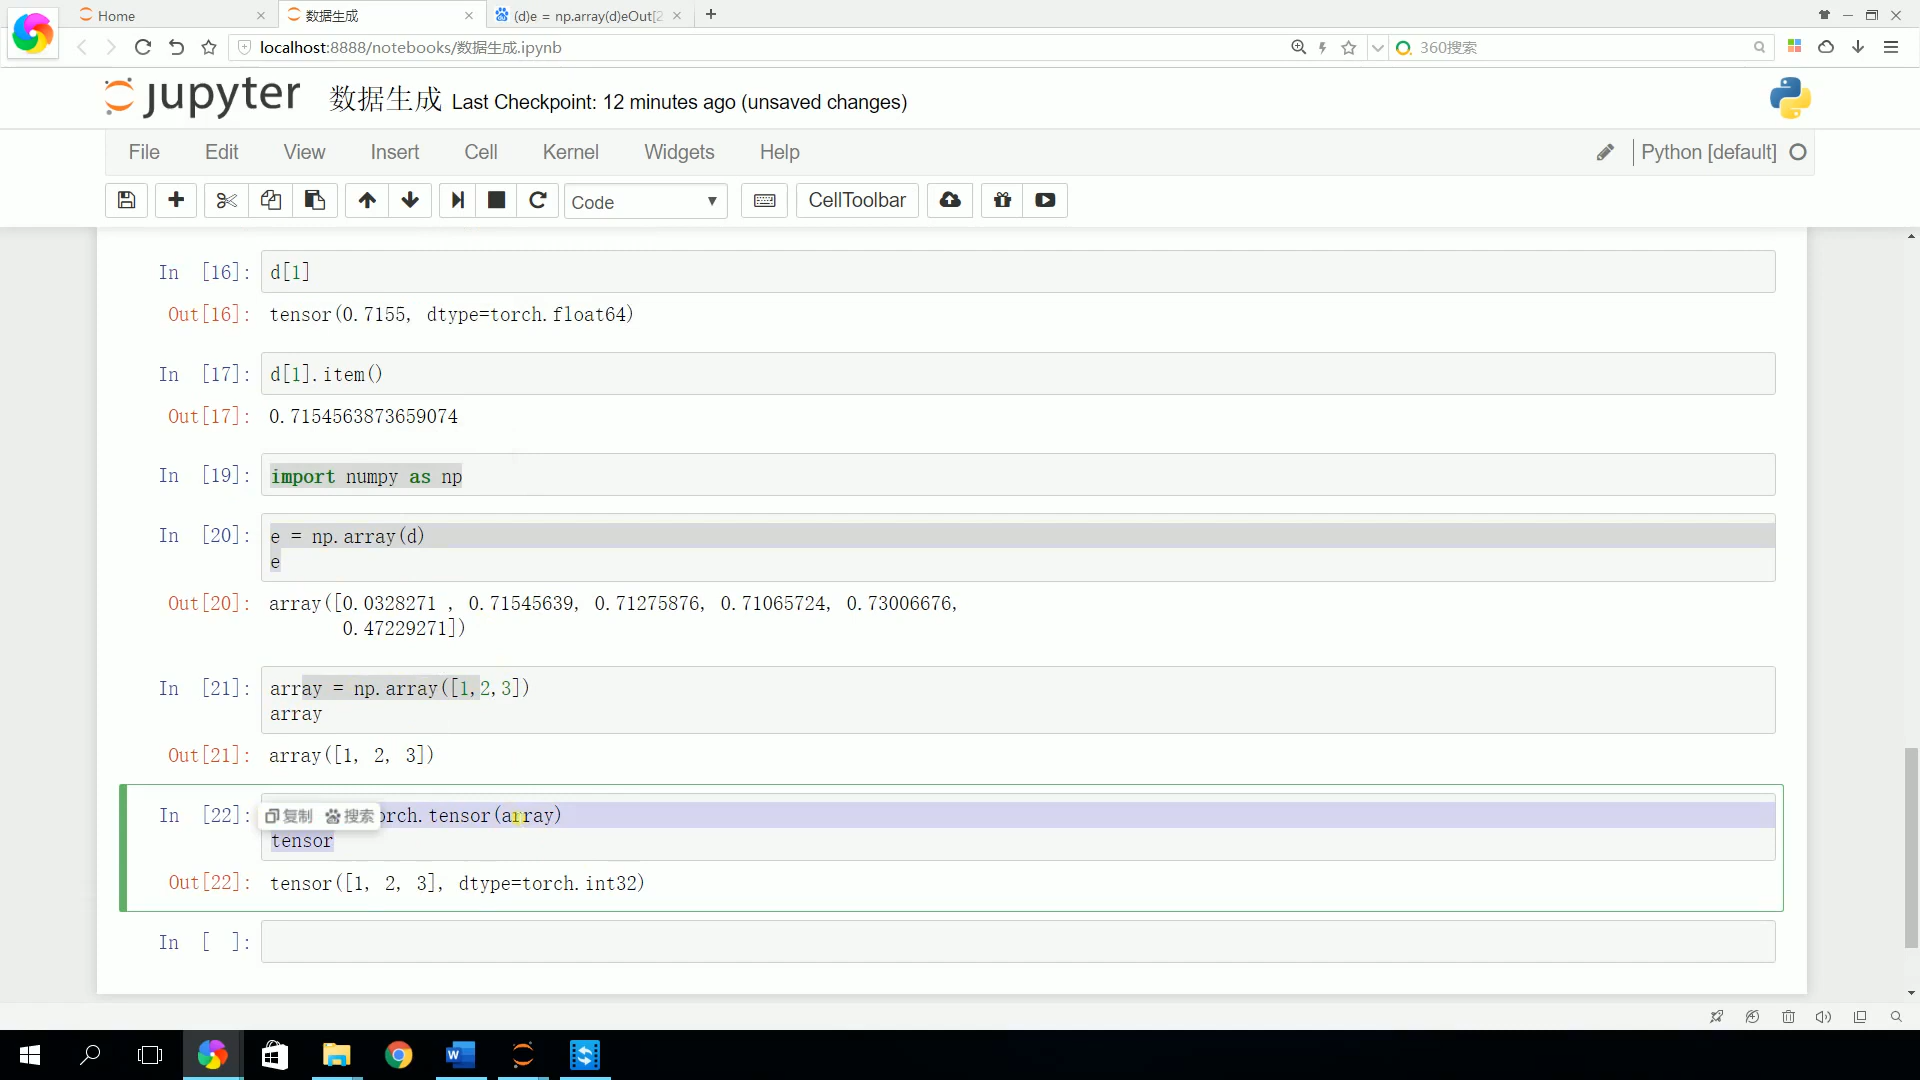 Home
数据生成
(d)e = np.array(d)eOut[2
localhost:8888/notebooks/数据生成.ipynb
360搜索
jupyter 数据生成 Last Checkpoint: 12 minutes ago (unsaved changes)
File Edit View Insert Cell Kernel Widgets Help Python [default]
Code CellToolbar
In [16]: d[1]
Out[16]: tensor(0.7155, dtype=torch.float64)
In [17]: d[1].item()
Out[17]: 0.7154563873659074
In [19]: import numpy as np
In [20]: e = np.array(d)
e
Out[20]: array([0.0328271 , 0.71545639, 0.71275876, 0.71065724, 0.73006676,
0.47229271])
In [21]: array = np.array([1,2,3])
array
Out[21]: array([1, 2, 3])
In [22]: 复制 搜索 orch.tensor(array)
tensor
Out[22]: tensor([1, 2, 3], dtype=torch.int32)
In [ ]: